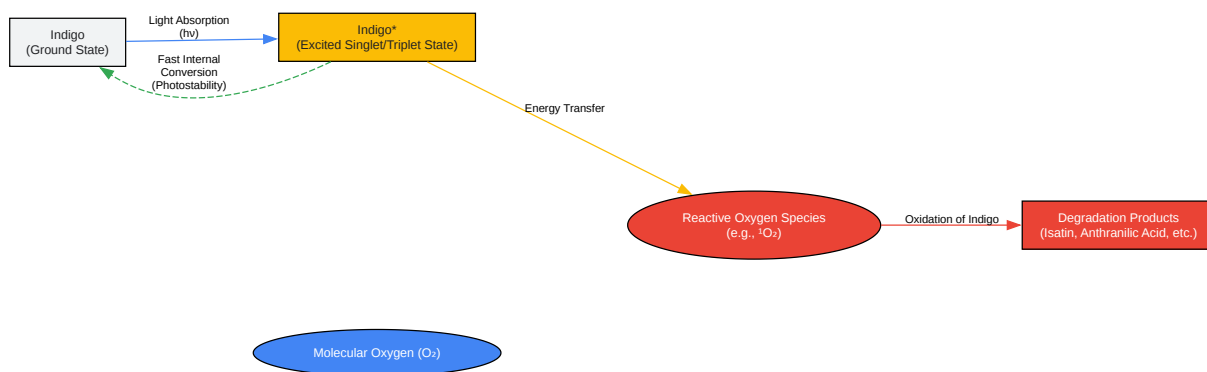 Indigo
(Ground State)
Light Absorption
(hν)
Indigo*
(Excited Singlet/Triplet State)
Fast Internal
Conversion
(Photostability)
Energy Transfer
Reactive Oxygen Species
(e.g., ¹O₂)
Oxidation of Indigo
Degradation Products
(Isatin, Anthranilic Acid, etc.)
Molecular Oxygen (O₂)